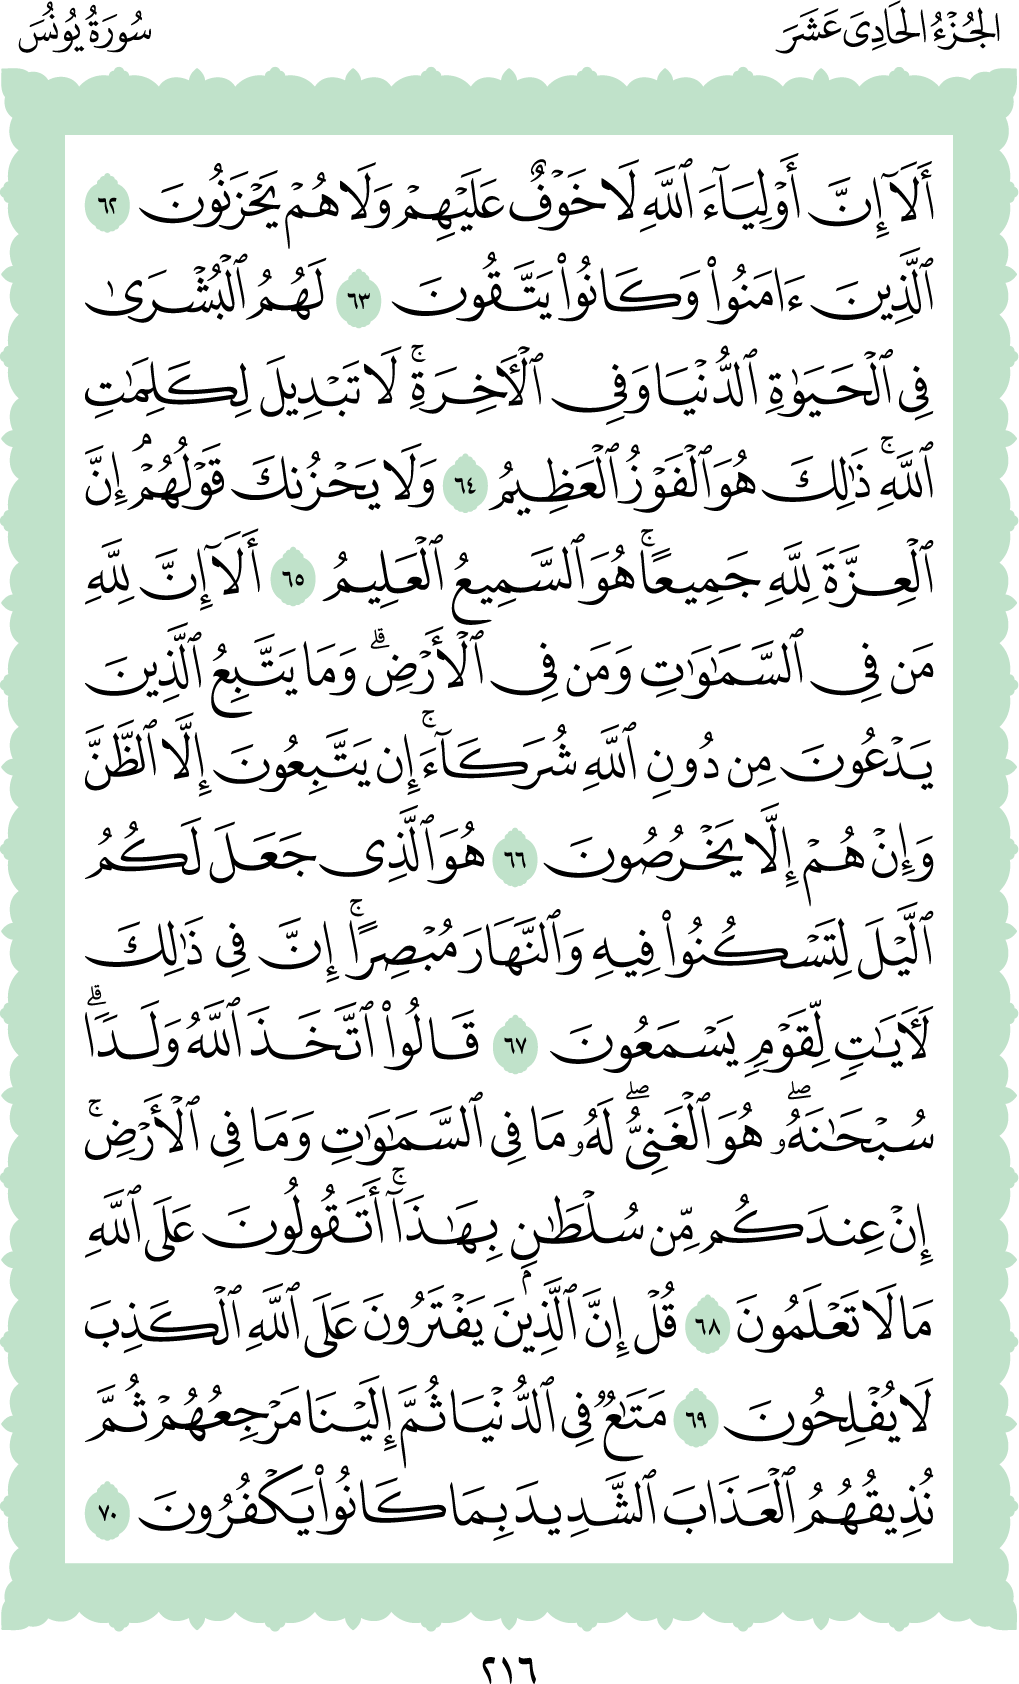 الجُزْءُ الحَادِيَ عَشَرَ
سُورَةُ يُونُسَ
أَلَآ إِنَّ أَوْلِيَآءَ ٱللَّهِ لَا خَوْفٌ عَلَيْهِمْ وَلَا هُمْ يَحْزَنُونَ ٦٢
ٱلَّذِينَ ءَامَنُوا۟ وَكَانُوا۟ يَتَّقُونَ ٦٣ لَهُمُ ٱلْبُشْرَىٰ
فِى ٱلْحَيَوٰةِ ٱلدُّنْيَا وَفِى ٱلْأَخِرَةِ ۚ لَا تَبْدِيلَ لِكَلِمَٰتِ
ٱللَّهِ ۚ ذَٰلِكَ هُوَ ٱلْفَوْزُ ٱلْعَظِيمُ ٦٤ وَلَا يَحْزُنكَ قَوْلُهُمْ ۘ إِنَّ
ٱلْعِزَّةَ لِلَّهِ جَمِيعًا ۚ هُوَ ٱلسَّمِيعُ ٱلْعَلِيمُ ٦٥ أَلَآ إِنَّ لِلَّهِ
مَن فِى ٱلسَّمَٰوَٰتِ وَمَن فِى ٱلْأَرْضِ ۗ وَمَا يَتَّبِعُ ٱلَّذِينَ
يَدْعُونَ مِن دُونِ ٱللَّهِ شُرَكَآءَ ۚ إِن يَتَّبِعُونَ إِلَّا ٱلظَّنَّ
وَإِنْ هُمْ إِلَّا يَخْرُصُونَ ٦٦ هُوَ ٱلَّذِى جَعَلَ لَكُمُ
ٱلَّيْلَ لِتَسْكُنُوا۟ فِيهِ وَٱلنَّهَارَ مُبْصِرًا ۚ إِنَّ فِى ذَٰلِكَ
لَأَيَٰتٍ لِّقَوْمٍ يَسْمَعُونَ ٦٧ قَالُوا۟ ٱتَّخَذَ ٱللَّهُ وَلَدًا ۗ
سُبْحَٰنَهُۥ ۖ هُوَ ٱلْغَنِىُّ ۖ لَهُۥ مَا فِى ٱلسَّمَٰوَٰتِ وَمَا فِى ٱلْأَرْضِ ۚ
إِنْ عِندَكُم مِّن سُلْطَٰنٍۭ بِهَٰذَآ ۚ أَتَقُولُونَ عَلَى ٱللَّهِ
مَا لَا تَعْلَمُونَ ٦٨ قُلْ إِنَّ ٱلَّذِينَ يَفْتَرُونَ عَلَى ٱللَّهِ ٱلْكَذِبَ
لَا يُفْلِحُونَ ٦٩ مَتَٰعٌ فِى ٱلدُّنْيَا ثُمَّ إِلَيْنَا مَرْجِعُهُمْ ثُمَّ
نُذِيقُهُمُ ٱلْعَذَابَ ٱلشَّدِيدَ بِمَا كَانُوا۟ يَكْفُرُونَ ٧٠
٢١٦